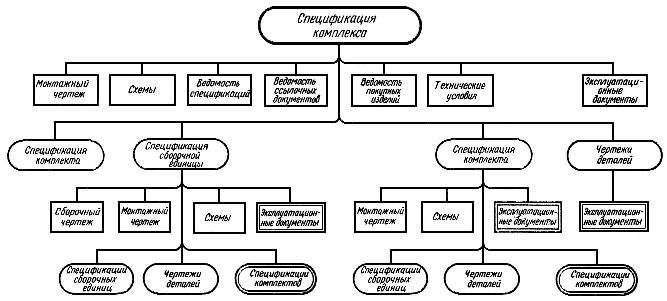 Спецификация
комплекса
Монтажный
чертеж
Схемы
Ведомость
спецификаций
Ведомость
ссылочных
документов
Ведомость
покупных
изделий
Технические
условия
Эксплуатаци-
онные
документы
Спецификация
комплекта
Спецификация
сборочной
единицы
Спецификация
комплекта
Чертежи
деталей
Сборочный
чертеж
Монтажный
чертеж
Схемы
Эксплуатацион-
ные документы
Монтажный
чертеж
Схемы
Эксплуатацион-
ные документы
Эксплуатацион-
ные документы
Спецификаций
сборочных
единиц
Чертежи
деталей
Спецификации
комплектов
Спецификации
сборочных
единиц
Чертежи
деталей
Спецификации
комплектов